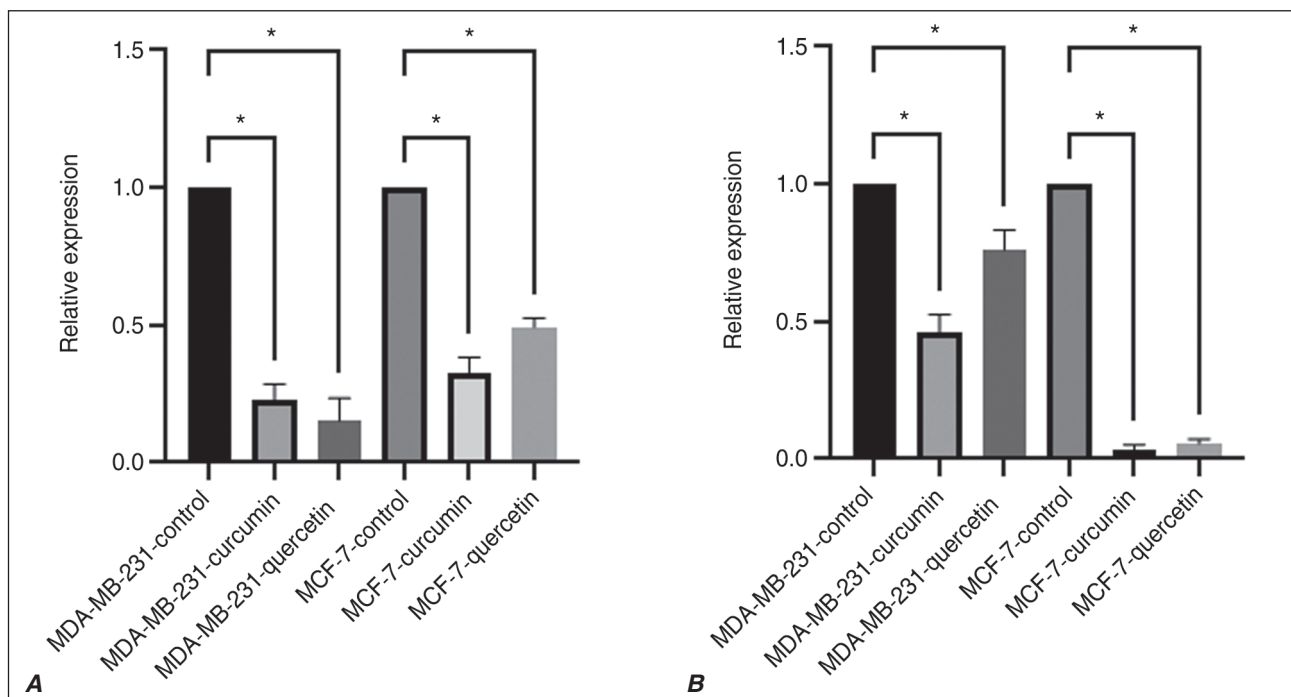 *
*
*
*
1.5
1.0
0.5
0.0
Relative expression
MDA-MB-231-control
MDA-MB-231-curcumin
MDA-MB-231-quercetin
MCF-7-control
MCF-7-curcumin
MCF-7-quercetin
A
*
*
*
*
1.5
1.0
0.5
0.0
Relative expression
MDA-MB-231-control
MDA-MB-231-curcumin
MDA-MB-231-quercetin
MCF-7-control
MCF-7-curcumin
MCF-7-quercetin
B